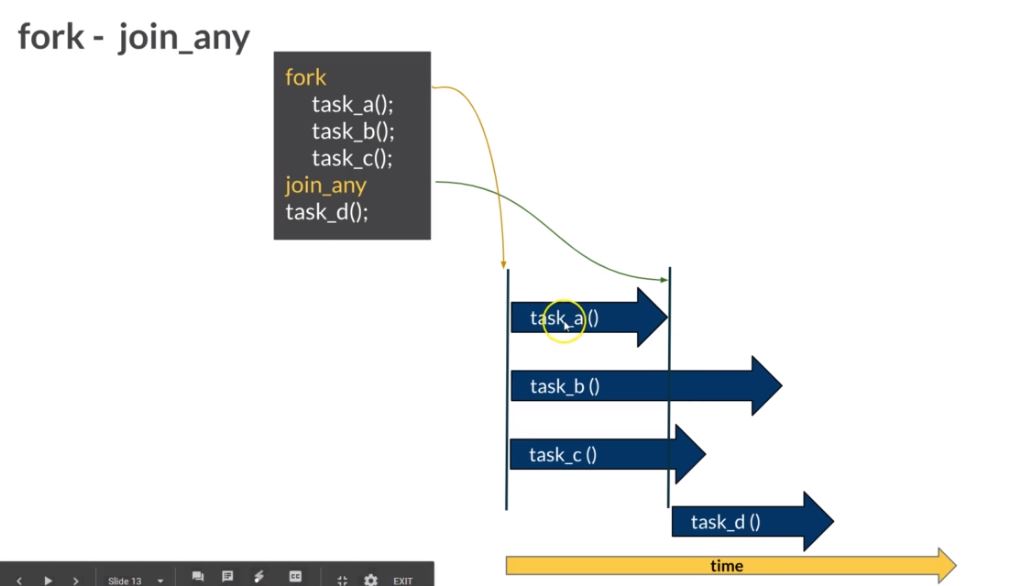 fork - join_any
fork
task_a();
task_b();
task_c();
join_any
task_d();
task_a ()
task_b ()
task_c ()
task_d ()
time
Slide 13
CC
EXIT